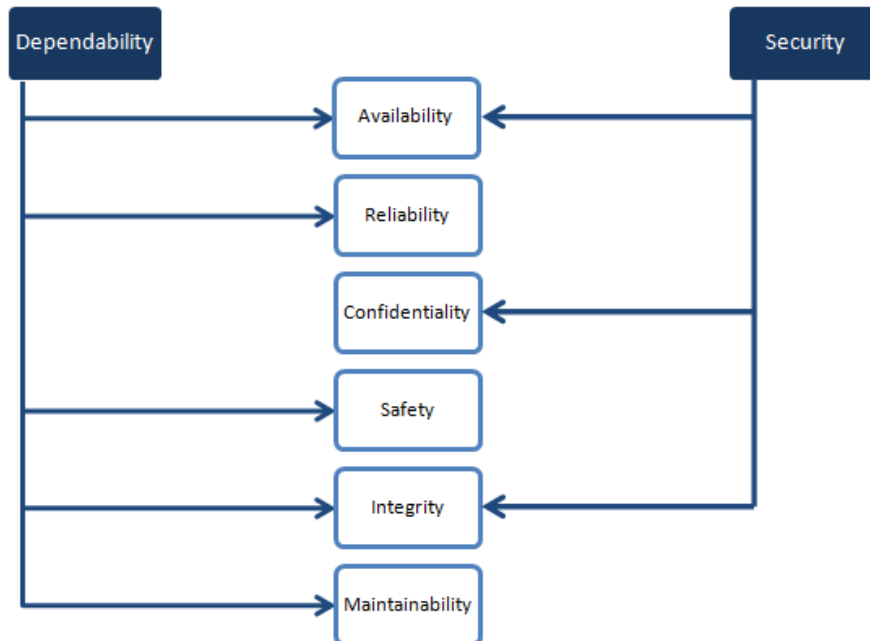 Dependability
Security
Availability
Reliability
Confidentiality
Safety
Integrity
Maintainability